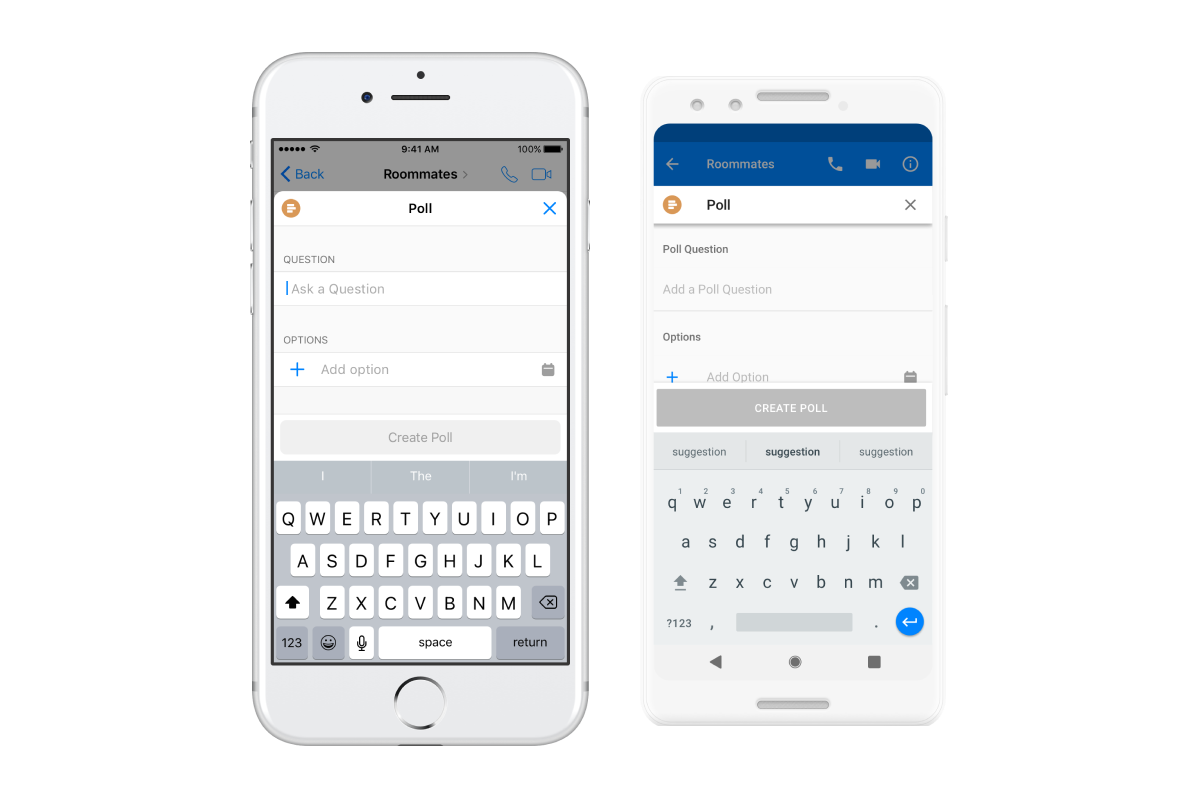 9:41 AM
100%
Back
Roommates
Poll
QUESTION
Ask a Question
OPTIONS
Add option
Create Poll
I The I'm
Q W E R T Y U I O P
A S D F G H J K L
Z X C V B N M
123 space return
Roommates
Poll
Poll Question
Add a Poll Question
Options
Add Option
CREATE POLL
suggestion suggestion suggestion
1 2 3 4 5 6 7 8 9 0
q w e r t y u i o p
a s d f g h j k l
z x c v b n m
?123 , .